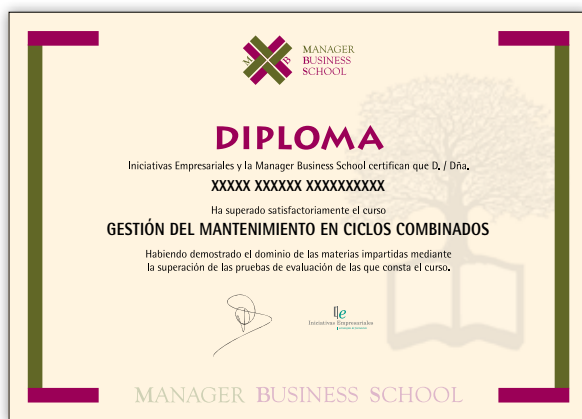 M B
MANAGER
BUSINESS
SCHOOL
DIPLOMA
Iniciativas Empresariales y la Manager Business School certifican que D. / Dña.
XXXXX XXXXXX XXXXXXXXXX
Ha superado satisfactoriamente el curso
GESTIÓN DEL MANTENIMIENTO EN CICLOS COMBINADOS
Habiendo demostrado el dominio de las materias impartidas mediante
la superación de las pruebas de evaluación de las que consta el curso.
Iniciativas Empresariales
MANAGER BUSINESS SCHOOL